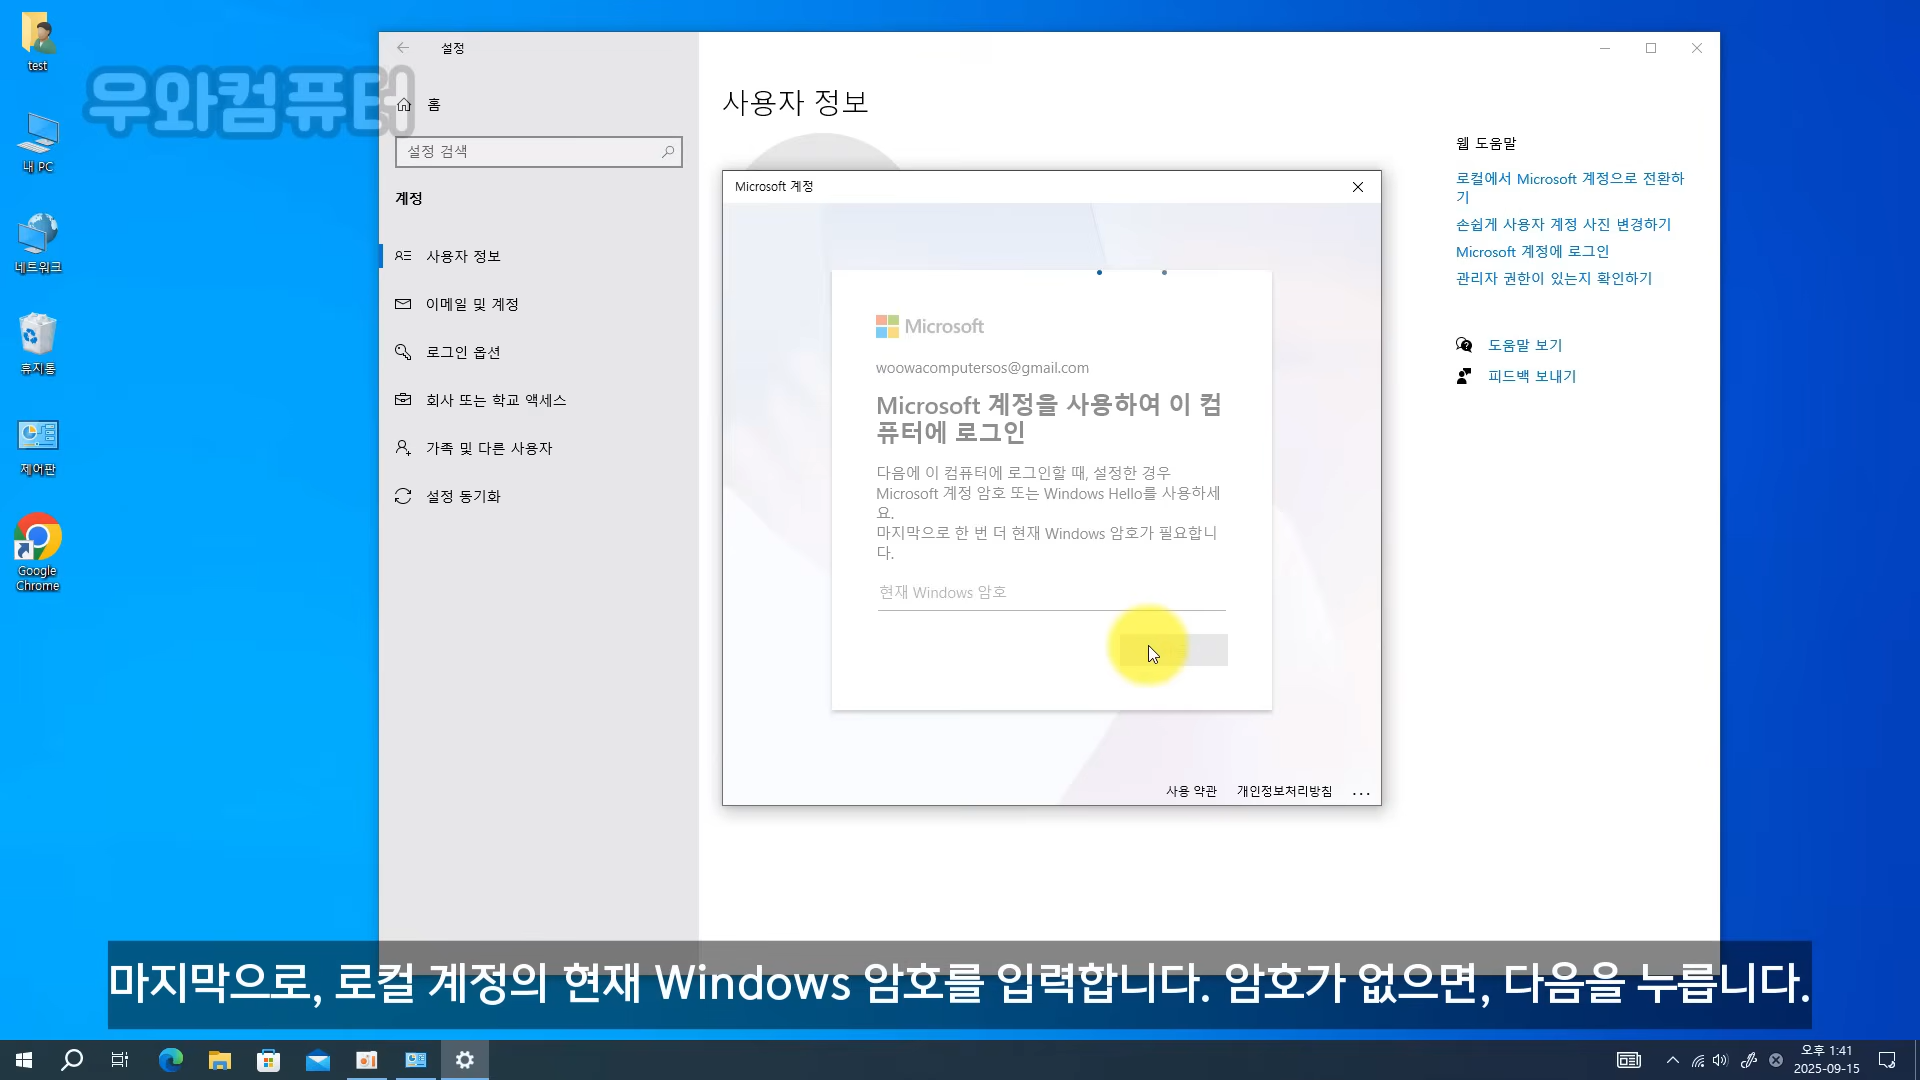 test
우와컴퓨터
내 PC
네트워크
휴지통
제어판
Google
Chrome
설정
홈
설정 검색
계정
사용자 정보
이메일 및 계정
로그인 옵션
회사 또는 학교 액세스
가족 및 다른 사용자
설정 동기화
사용자 정보
Microsoft 계정
Microsoft
woowacomputersos@gmail.com
Microsoft 계정을 사용하여 이 컴
퓨터에 로그인
다음에 이 컴퓨터에 로그인할 때, 설정한 경우
Microsoft 계정 암호 또는 Windows Hello를 사용하세
요.
마지막으로 한 번 더 현재 Windows 암호가 필요합니
다.
현재 Windows 암호
사용 약관 개인정보처리방침 ...
웹 도움말
로컬에서 Microsoft 계정으로 전환하
기
손쉽게 사용자 계정 사진 변경하기
Microsoft 계정에 로그인
관리자 권한이 있는지 확인하기
도움말 보기
피드백 보내기
마지막으로, 로컬 계정의 현재 Windows 암호를 입력합니다. 암호가 없으면, 다음을 누릅니다.
오후 1:41
2025-09-15